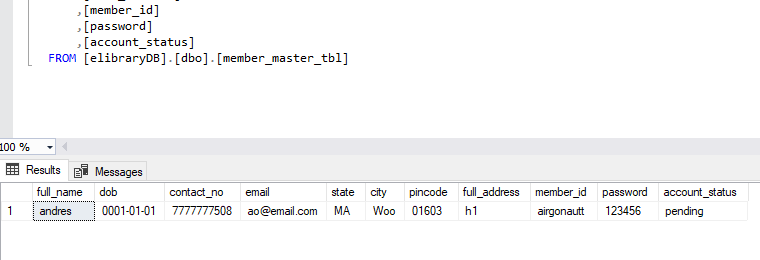 ,[member_id]
,[password]
,[account_status]
FROM [elibraryDB].[dbo].[member_master_tbl]
100 %
Results Messages
full_name dob contact_no email state city pincode full_address member_id password account_status
1 andres 0001-01-01 7777777508 ao@email.com MA Woo 01603 h1 airgonautt 123456 pending